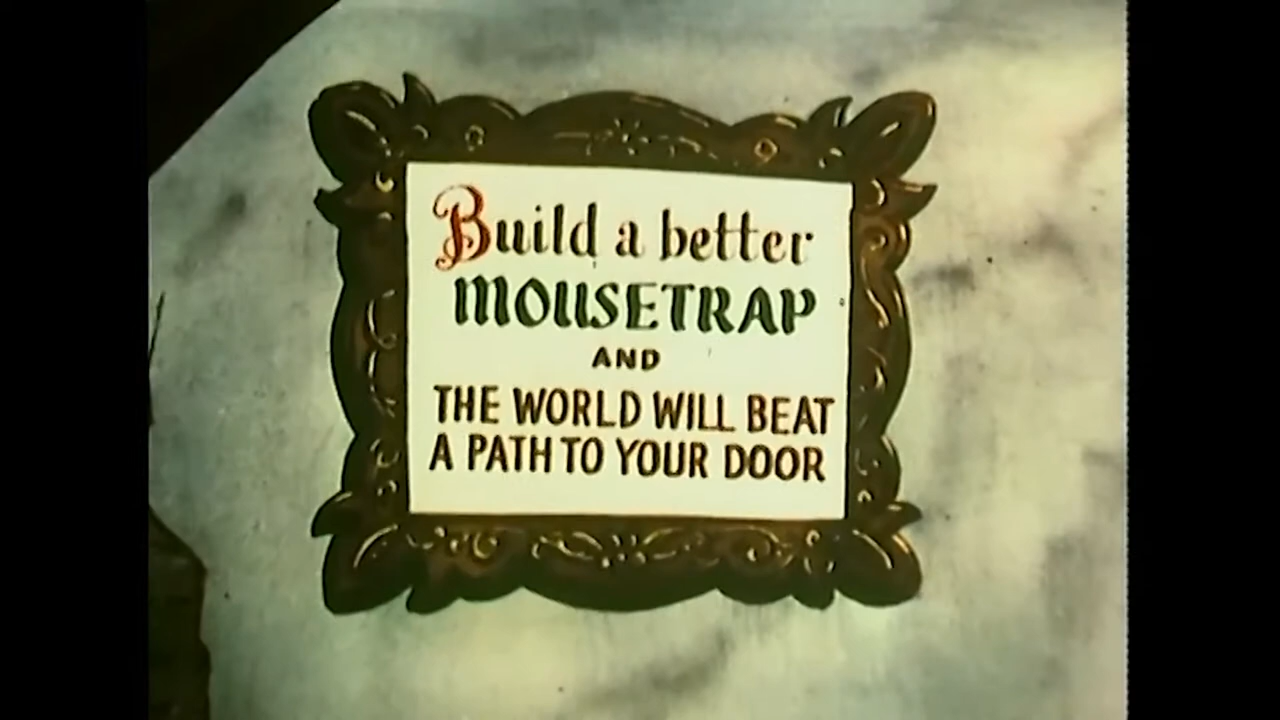 Build a better
MOUSETRAP
AND
THE WORLD WILL BEAT
A PATH TO YOUR DOOR